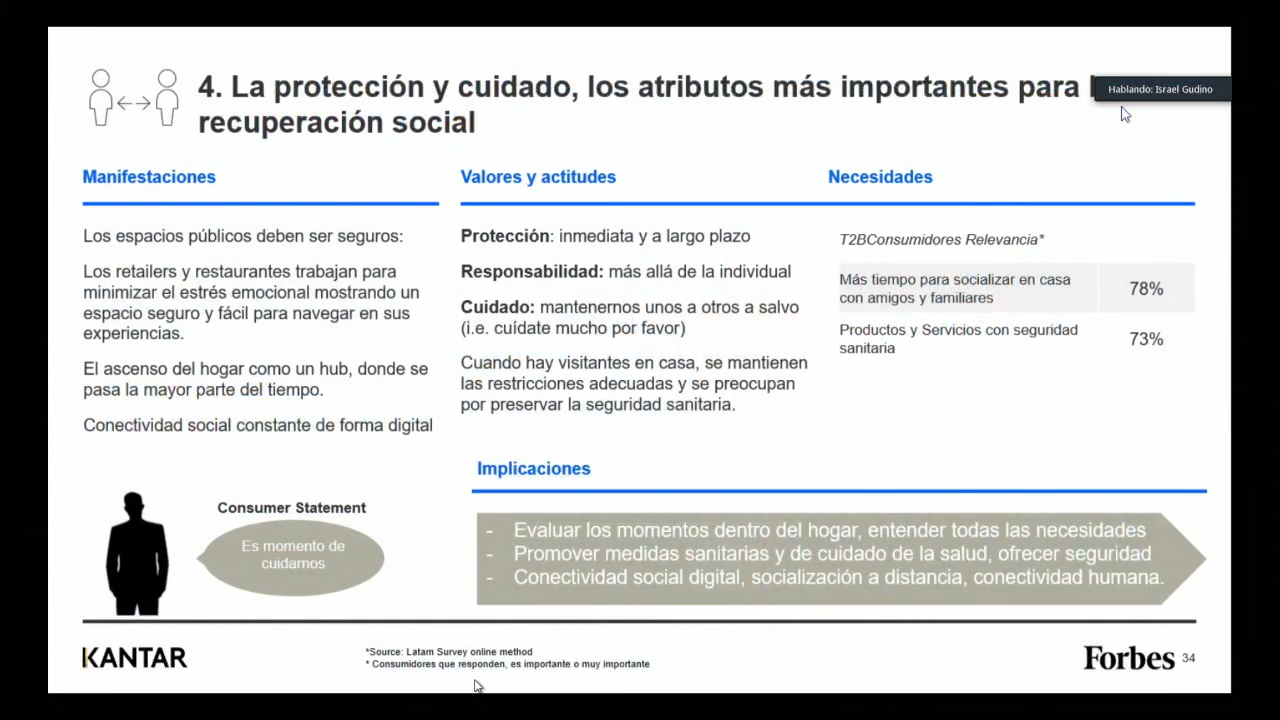 4. La protección y cuidado, los atributos más importantes para
Hablando: Israel Gudino
recuperación social
Manifestaciones
Los espacios públicos deben ser seguros:
Los retailers y restaurantes trabajan para
minimizar el estrés emocional mostrando un
espacio seguro y fácil para navegar en sus
experiencias.
El ascenso del hogar como un hub, donde se
pasa la mayor parte del tiempo.
Conectividad social constante de forma digital
Valores y actitudes
Protección: inmediata y a largo plazo
Responsabilidad: más allá de la individual
Cuidado: mantenernos unos a otros a salvo
(i.e. cuídate mucho por favor)
Cuando hay visitantes en casa, se mantienen
las restricciones adecuadas y se preocupan
por preservar la seguridad sanitaria.
Necesidades
T2BConsumidores Relevancia*
Más tiempo para socializar en casa
con amigos y familiares
78%
Productos y Servicios con seguridad
sanitaria
73%
Consumer Statement
Es momento de
cuidarnos
Implicaciones
- Evaluar los momentos dentro del hogar, entender todas las necesidades
- Promover medidas sanitarias y de cuidado de la salud, ofrecer seguridad
- Conectividad social digital, socialización a distancia, conectividad humana.
KANTAR
*Source: Latam Survey online method
* Consumidores que responden, es importante o muy importante
Forbes
34